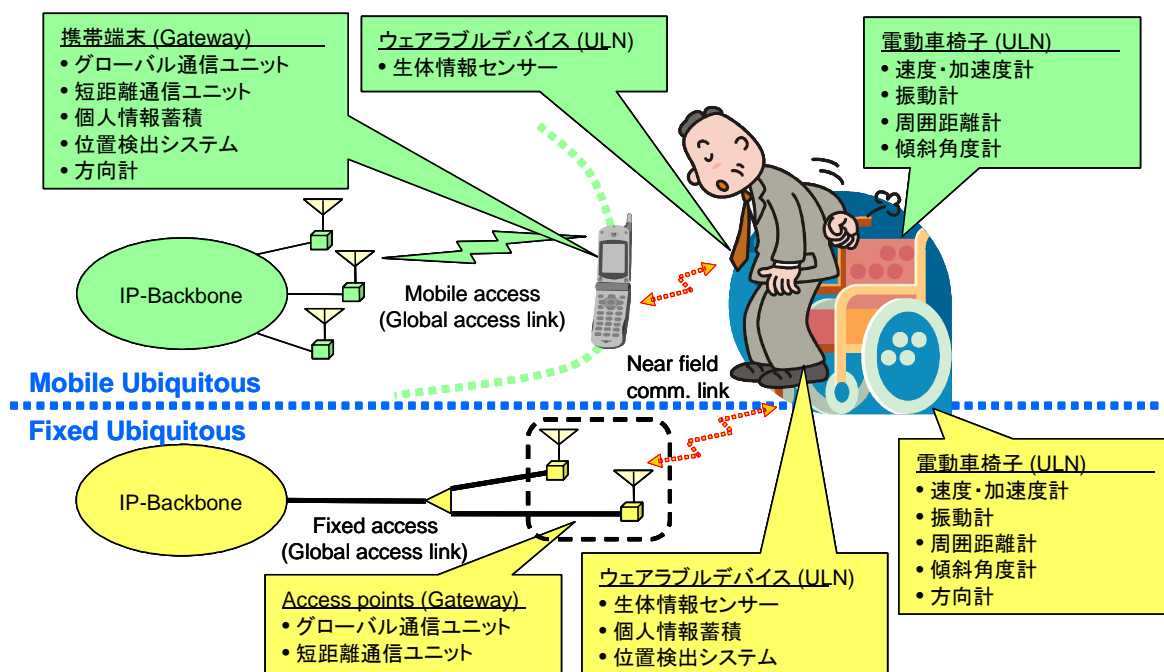 携帯端末 (Gateway)
• グローバル通信ユニット
• 短距離通信ユニット
• 個人情報蓄積
• 位置検出システム
• 方向計
ウェアラブルデバイス (ULN)
• 生体情報センサー
電動車椅子 (ULN)
• 速度・加速度計
• 振動計
• 周囲距離計
• 傾斜角度計
IP-Backbone
Mobile access
(Global access link)
Near field
comm. link
Mobile Ubiquitous
Fixed Ubiquitous
IP-Backbone
Fixed access
(Global access link)
Access points (Gateway)
• グローバル通信ユニット
• 短距離通信ユニット
ウェアラブルデバイス (ULN)
• 生体情報センサー
• 個人情報蓄積
• 位置検出システム
電動車椅子 (ULN)
• 速度・加速度計
• 振動計
• 周囲距離計
• 傾斜角度計
• 方向計